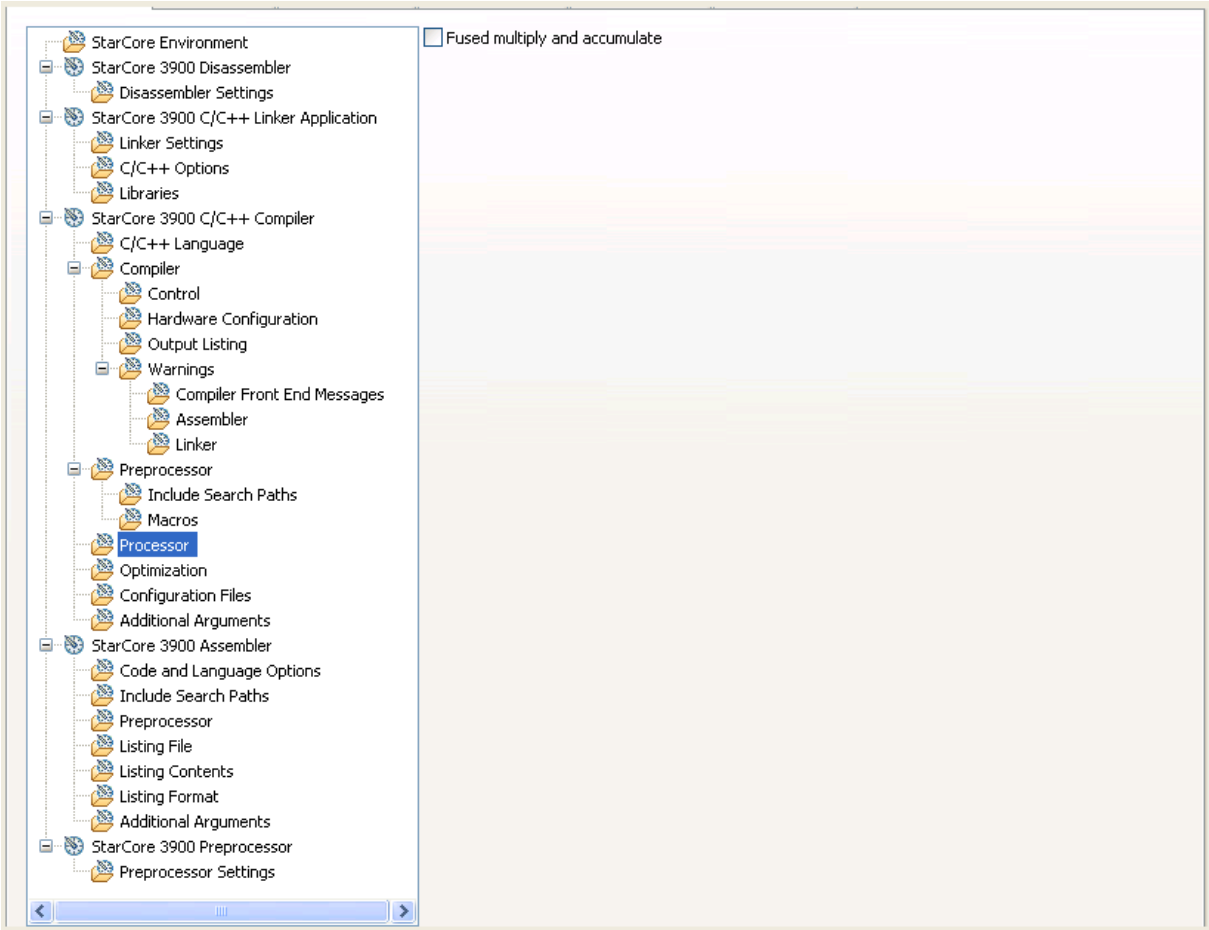 StarCore Environment
Fused multiply and accumulate
StarCore 3900 Disassembler
Disassembler Settings
StarCore 3900 C/C++ Linker Application
Linker Settings
C/C++ Options
Libraries
StarCore 3900 C/C++ Compiler
C/C++ Language
Compiler
Control
Hardware Configuration
Output Listing
Warnings
Compiler Front End Messages
Assembler
Linker
Preprocessor
Include Search Paths
Macros
Processor
Optimization
Configuration Files
Additional Arguments
StarCore 3900 Assembler
Code and Language Options
Include Search Paths
Preprocessor
Listing File
Listing Contents
Listing Format
Additional Arguments
StarCore 3900 Preprocessor
Preprocessor Settings